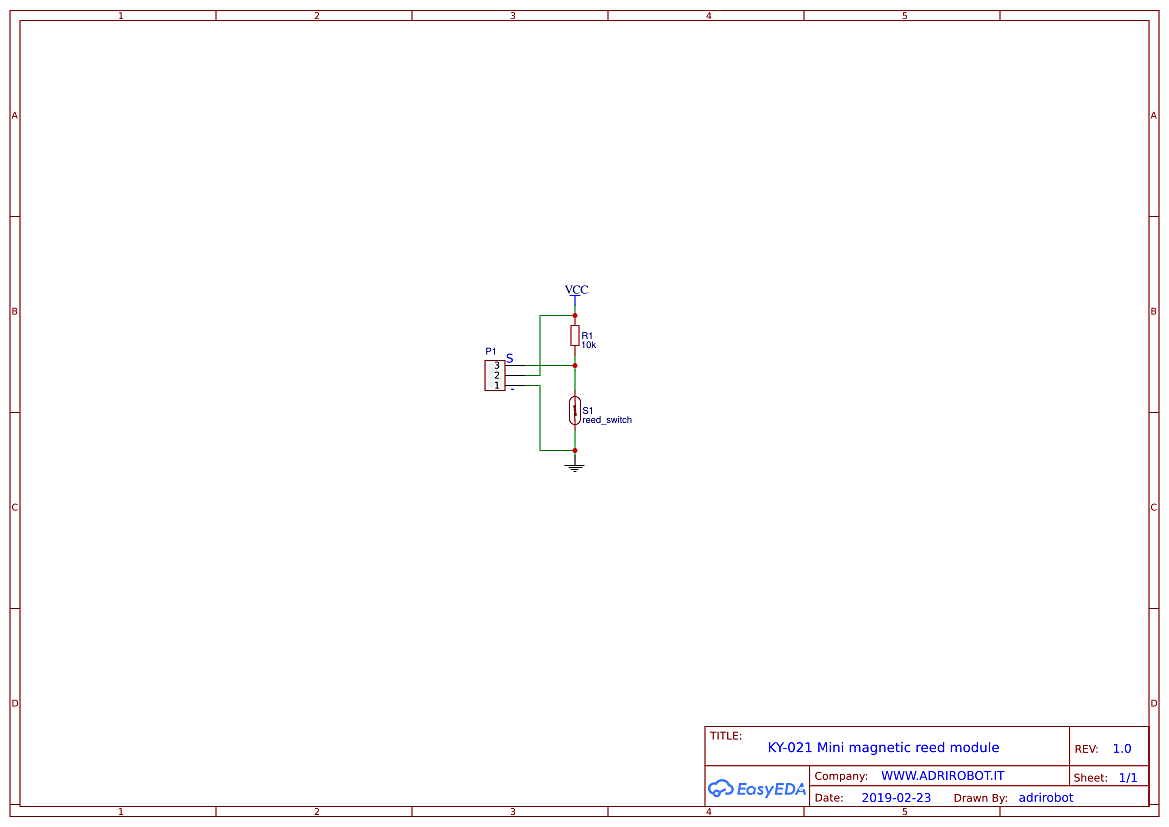 1 2 3 4 5
A A
B B
VCC
R1
10k
P1
S
3
2
1
-
S1
reed_switch
C C
D D
TITLE:
KY-021 Mini magnetic reed module
REV: 1.0
EasyEDA
Company: WWW.ADRIROBOT.IT
Sheet: 1/1
Date: 2019-02-23 Drawn By: adrirobot
1 2 3 4 5